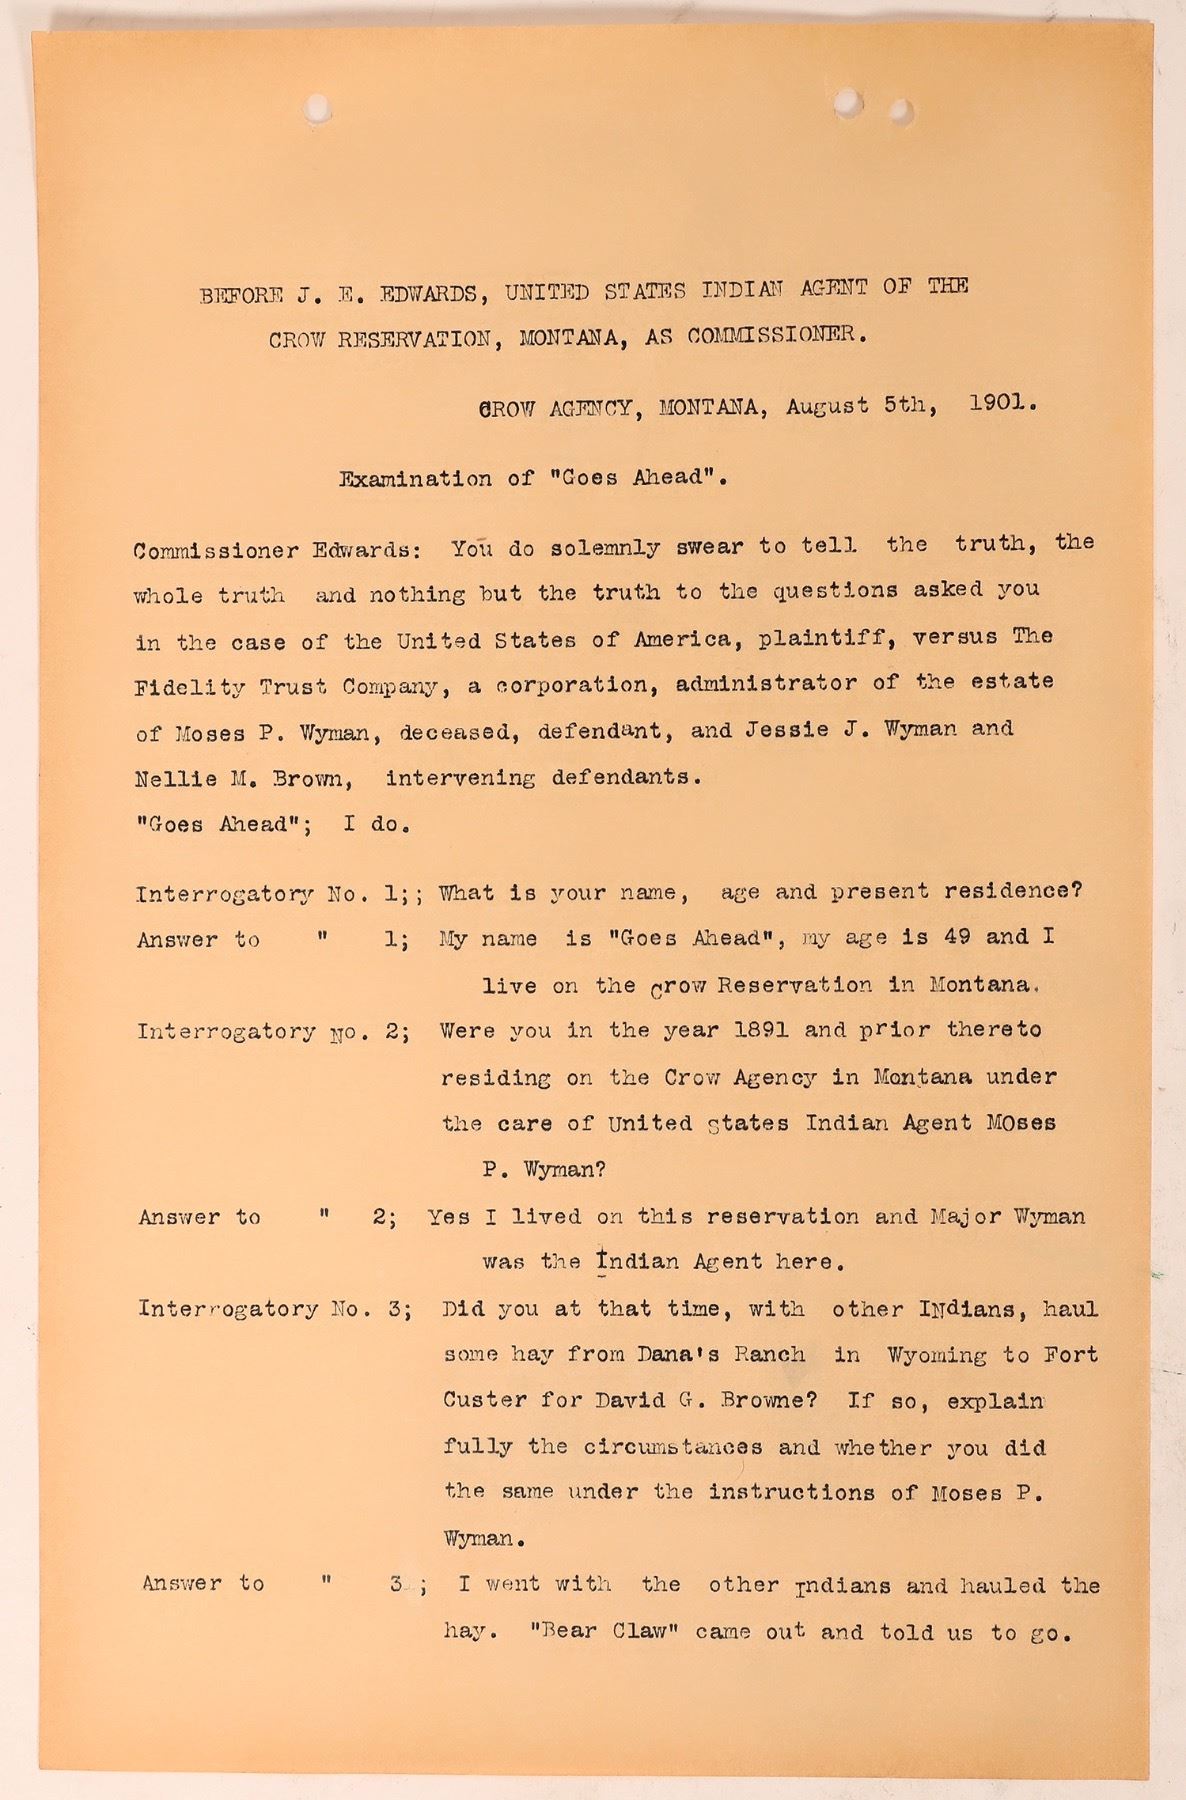 BEFORE J. E. EDWARDS, UNITED STATES INDIAN AGENT OF THE
CROW RESERVATION, MONTANA, AS COMMISSIONER.
CROW AGENCY, MONTANA, August 5th, 1901.
Examination of "Goes Ahead".
Commissioner Edwards: You do solemnly swear to tell the truth, the
whole truth and nothing but the truth to the questions asked you
in the case of the United States of America, plaintiff, versus The
Fidelity Trust Company, a corporation, administrator of the estate
of Moses P. Wyman, deceased, defendant, and Jessie J. Wyman and
Nellie M. Brown, intervening defendants.
"Goes Ahead"; I do.
Interrogatory No. 1;; What is your name, age and present residence?
Answer to " 1; My name is "Goes Ahead", my age is 49 and I
live on the Crow Reservation in Montana.
Interrogatory No. 2; Were you in the year 1891 and prior thereto
residing on the Crow Agency in Montana under
the care of United States Indian Agent MOses
P. Wyman?
Answer to " 2; Yes I lived on this reservation and Major Wyman
was the Indian Agent here.
Interrogatory No. 3; Did you at that time, with other INdians, haul
some hay from Dana's Ranch in Wyoming to Fort
Custer for David G. Browne? If so, explain
fully the circumstances and whether you did
the same under the instructions of Moses P.
Wyman.
Answer to " 3 ; I went with the other Indians and hauled the
hay. "Bear Claw" came out and told us to go.